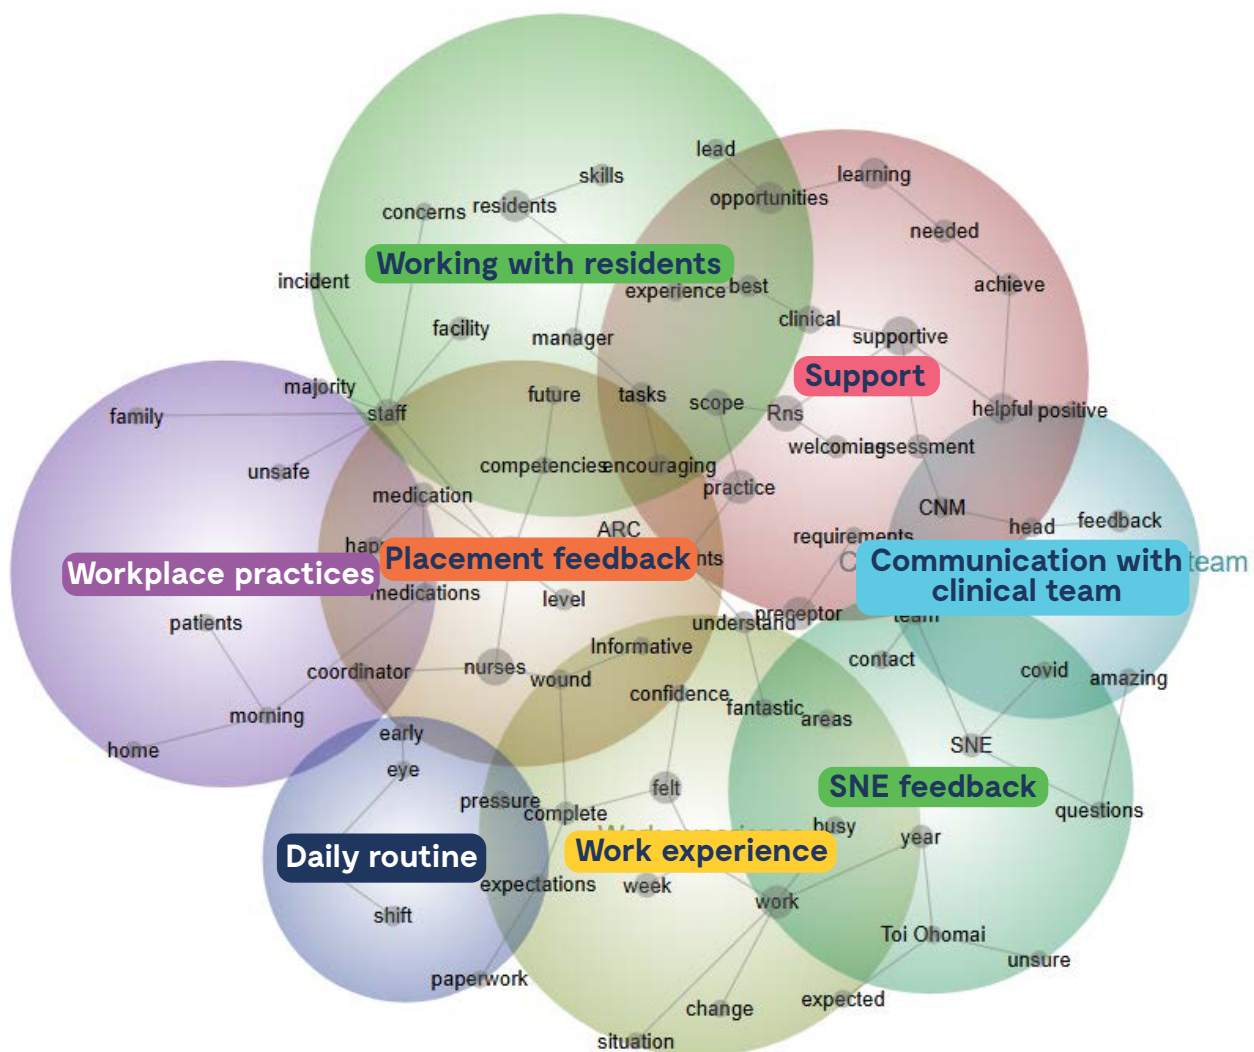 lead
learning
skills
opportunities
concerns
residents
needed
Working with residents
incident
experience
best
achieve
clinical
facility
manager
supportive
Support
majority
family
staff
future
tasks
scope
Rns
helpful
positive
welcoming
assessment
unsafe
competencies
encouraging
medication
practice
CNM
head
feedback
ARC
requirements
Placement feedback
Workplace practices
Communication with
clinical team
team
medications
level
patients
preceptor
understand
team
Informative
contact
coordinator
nurses
wound
covid
amazing
confidence
fantastic
areas
morning
early
home
SNE
eye
felt
SNE feedback
pressure
complete
questions
busy
year
Daily routine
Work experience
expectations
week
work
shift
Toi Ohomai
unsure
paperwork
change
expected
situation